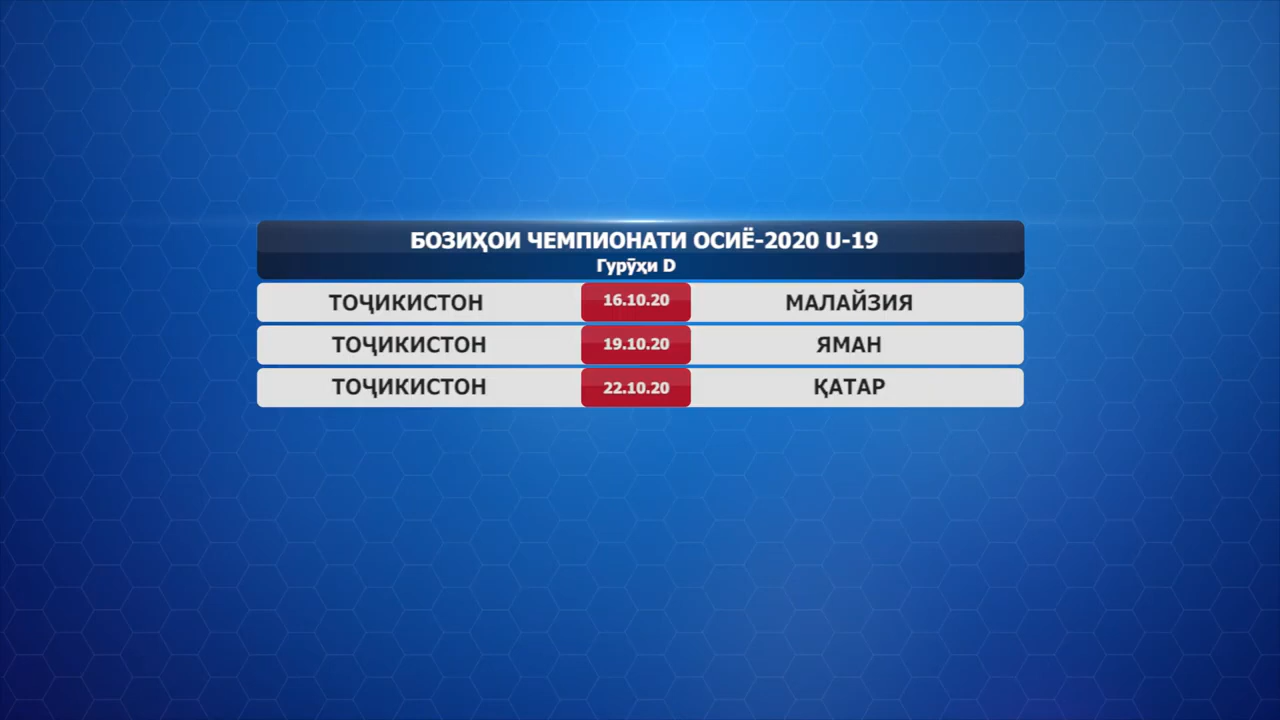 БОЗИҲОИ ЧЕМПИОНАТИ ОСИЁ-2020 U-19
Гурӯҳи D
ТОҶИКИСТОН 16.10.20 МАЛАЙЗИЯ
ТОҶИКИСТОН 19.10.20 ЯМАН
ТОҶИКИСТОН 22.10.20 ҚАТАР